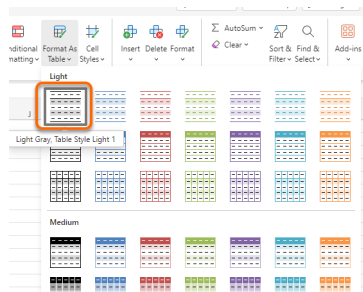 Σ AutoSum
Clear
nditional
matting
Format As
Table
Cell
Styles
Insert Delete Format
Sort &
Filter
Find &
Select
Add-ins
Light
Light Gray, Table Style Light 1
Medium